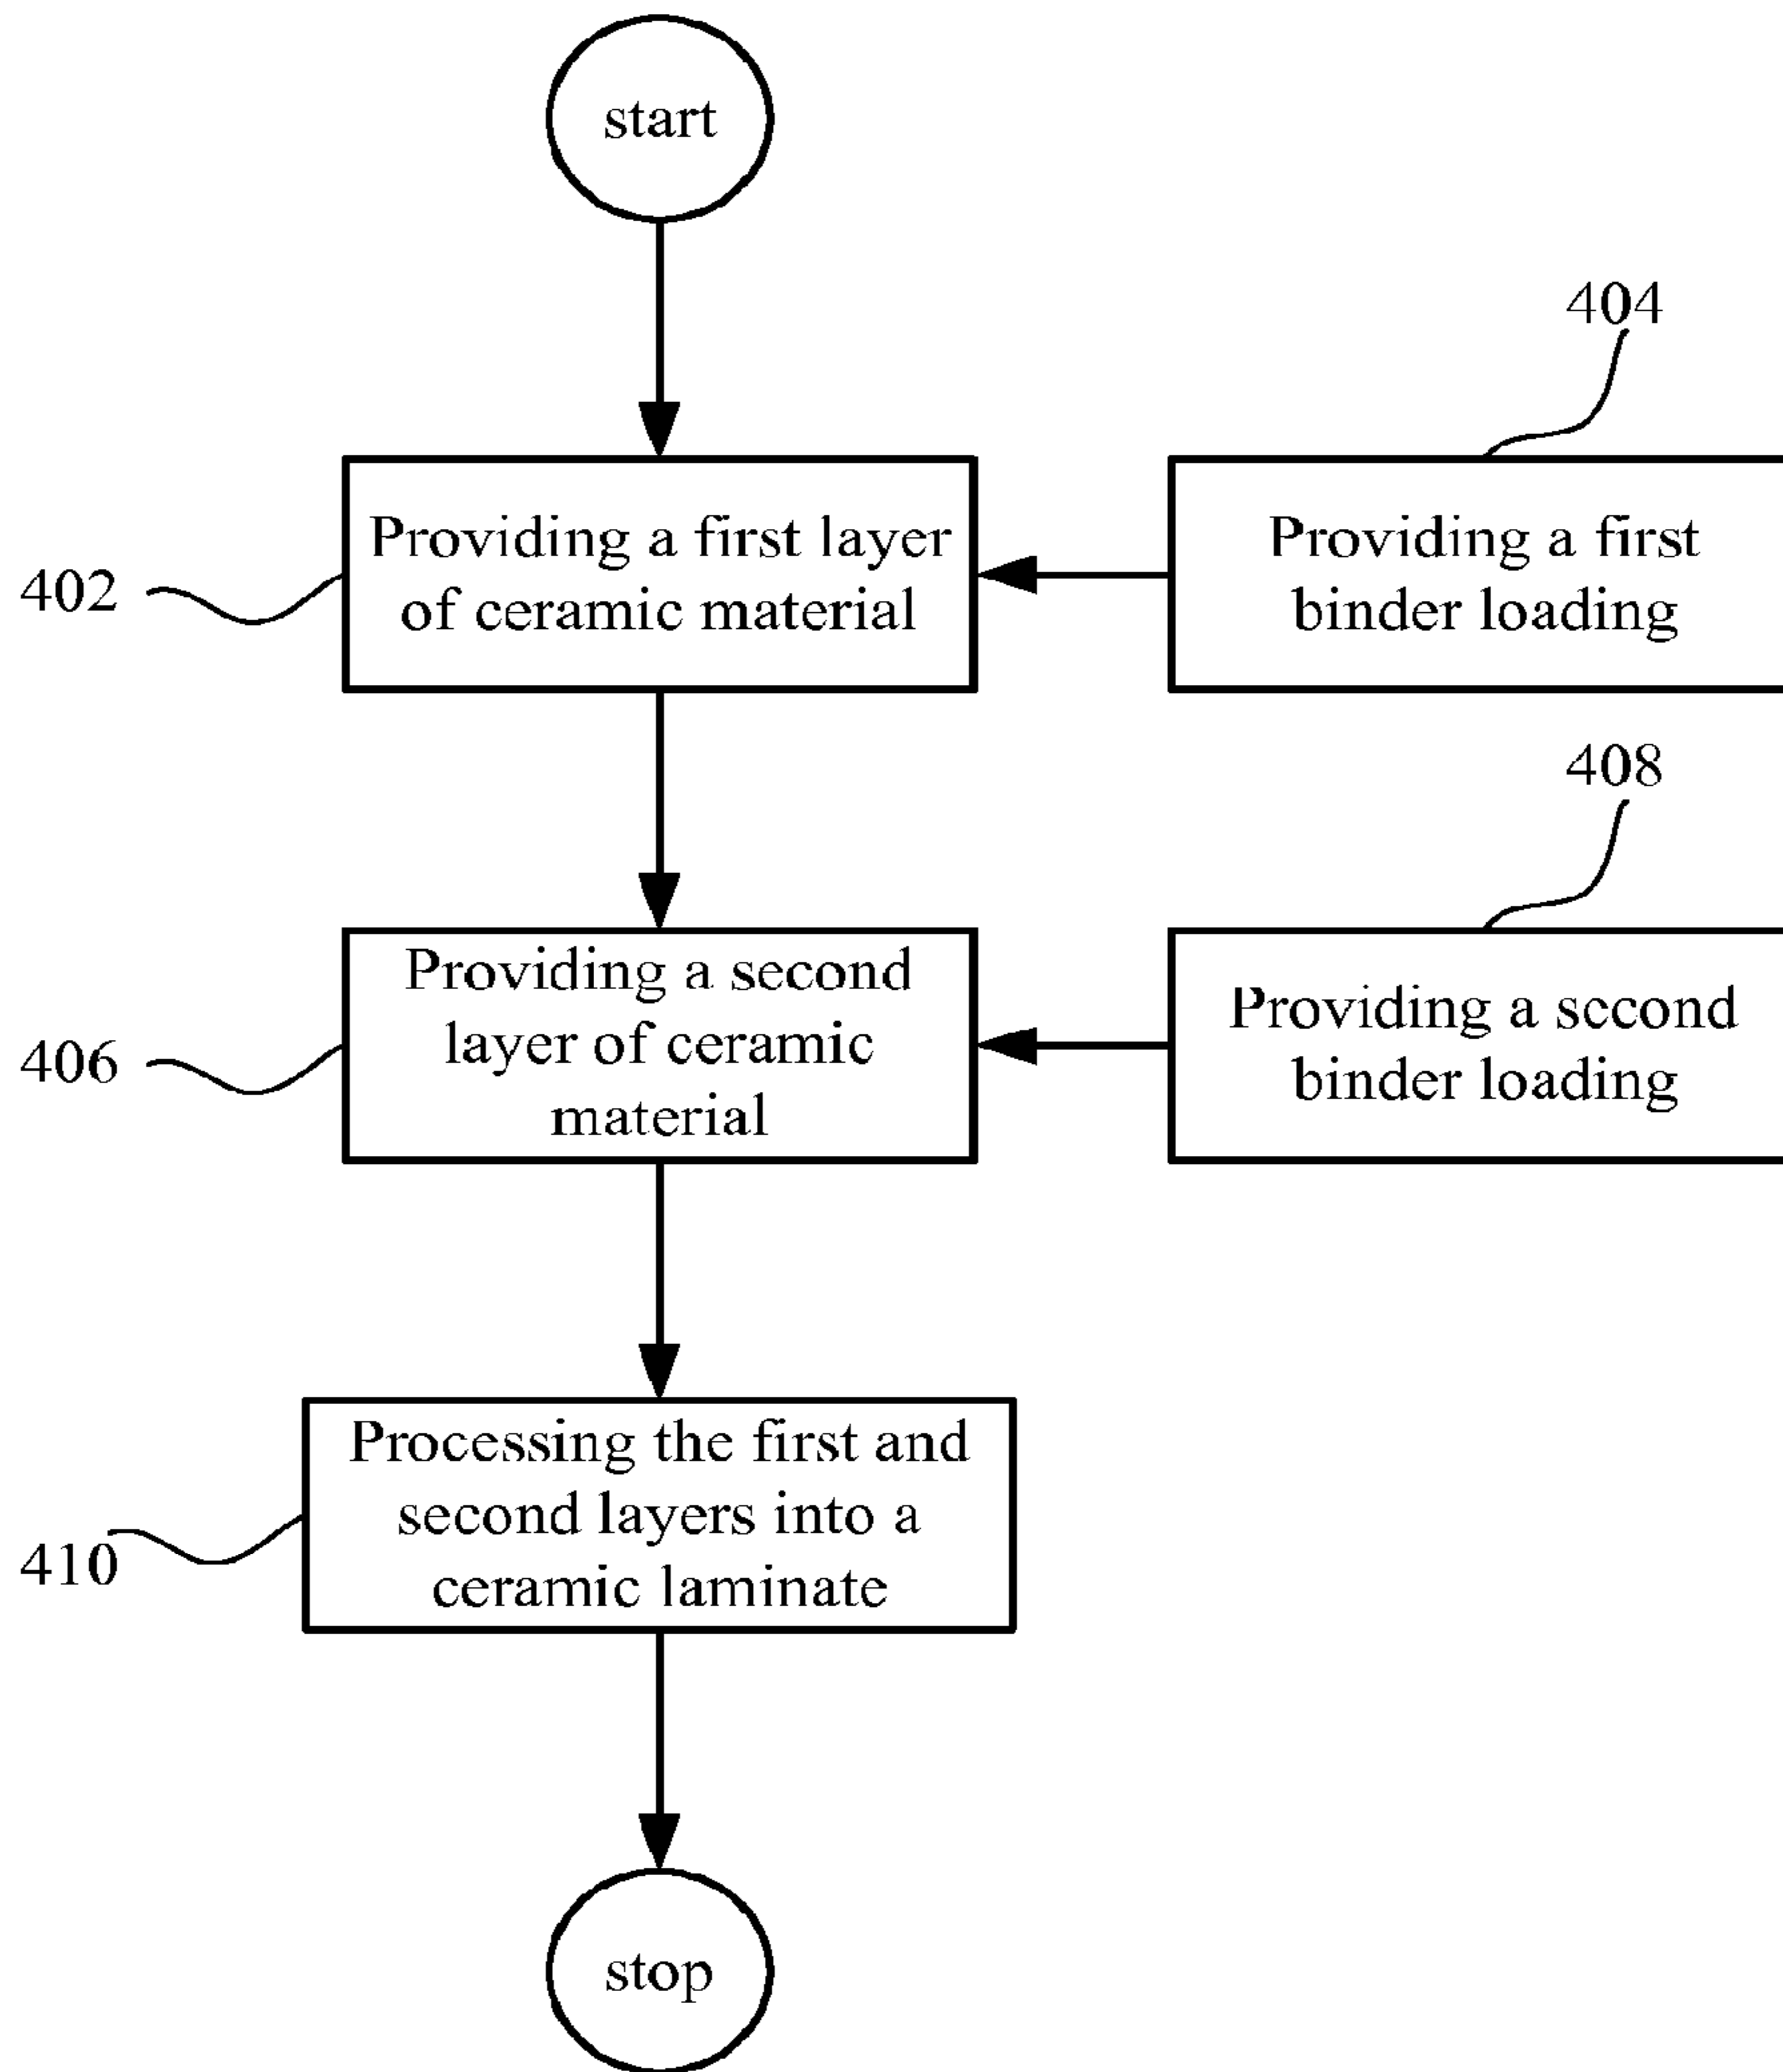 start
404
Providing a first layer
of ceramic material
Providing a first
binder loading
402
408
Providing a second
layer of ceramic
material
Providing a second
binder loading
406
Processing the first and
second layers into a
ceramic laminate
410
stop